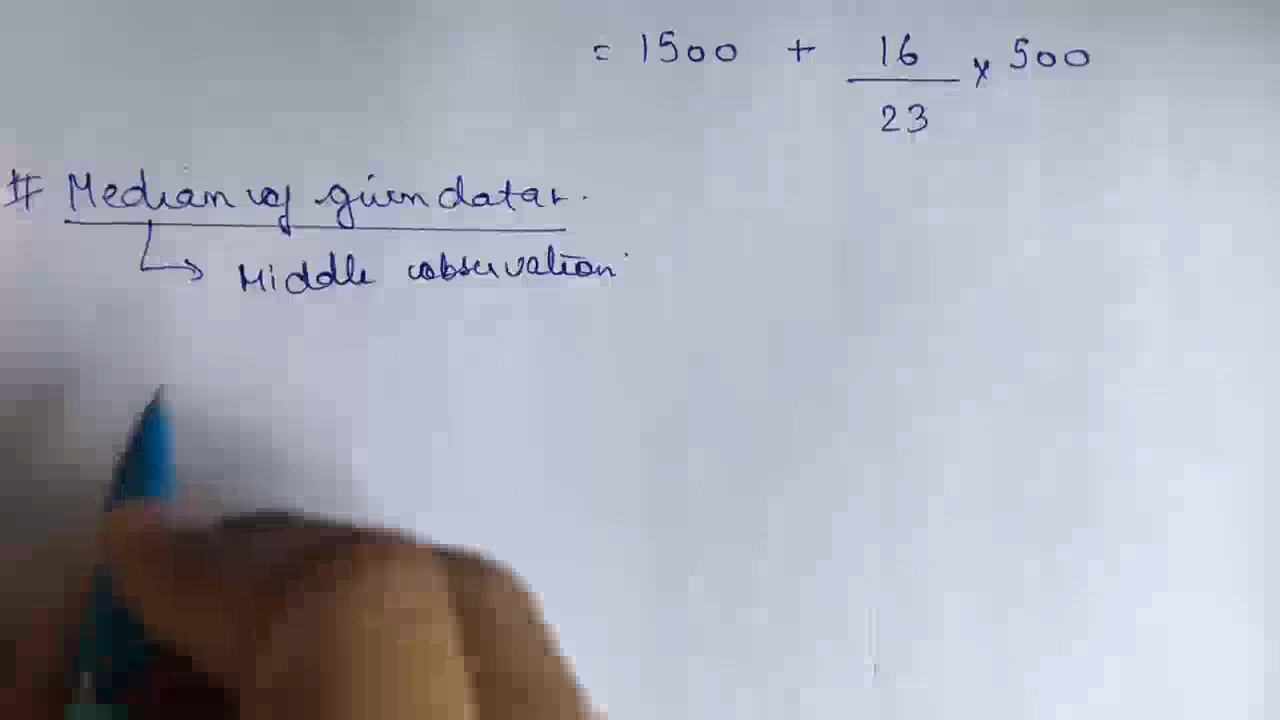 = 1500 + 16/23 × 500
# Median of given data.
↳ Middle observation